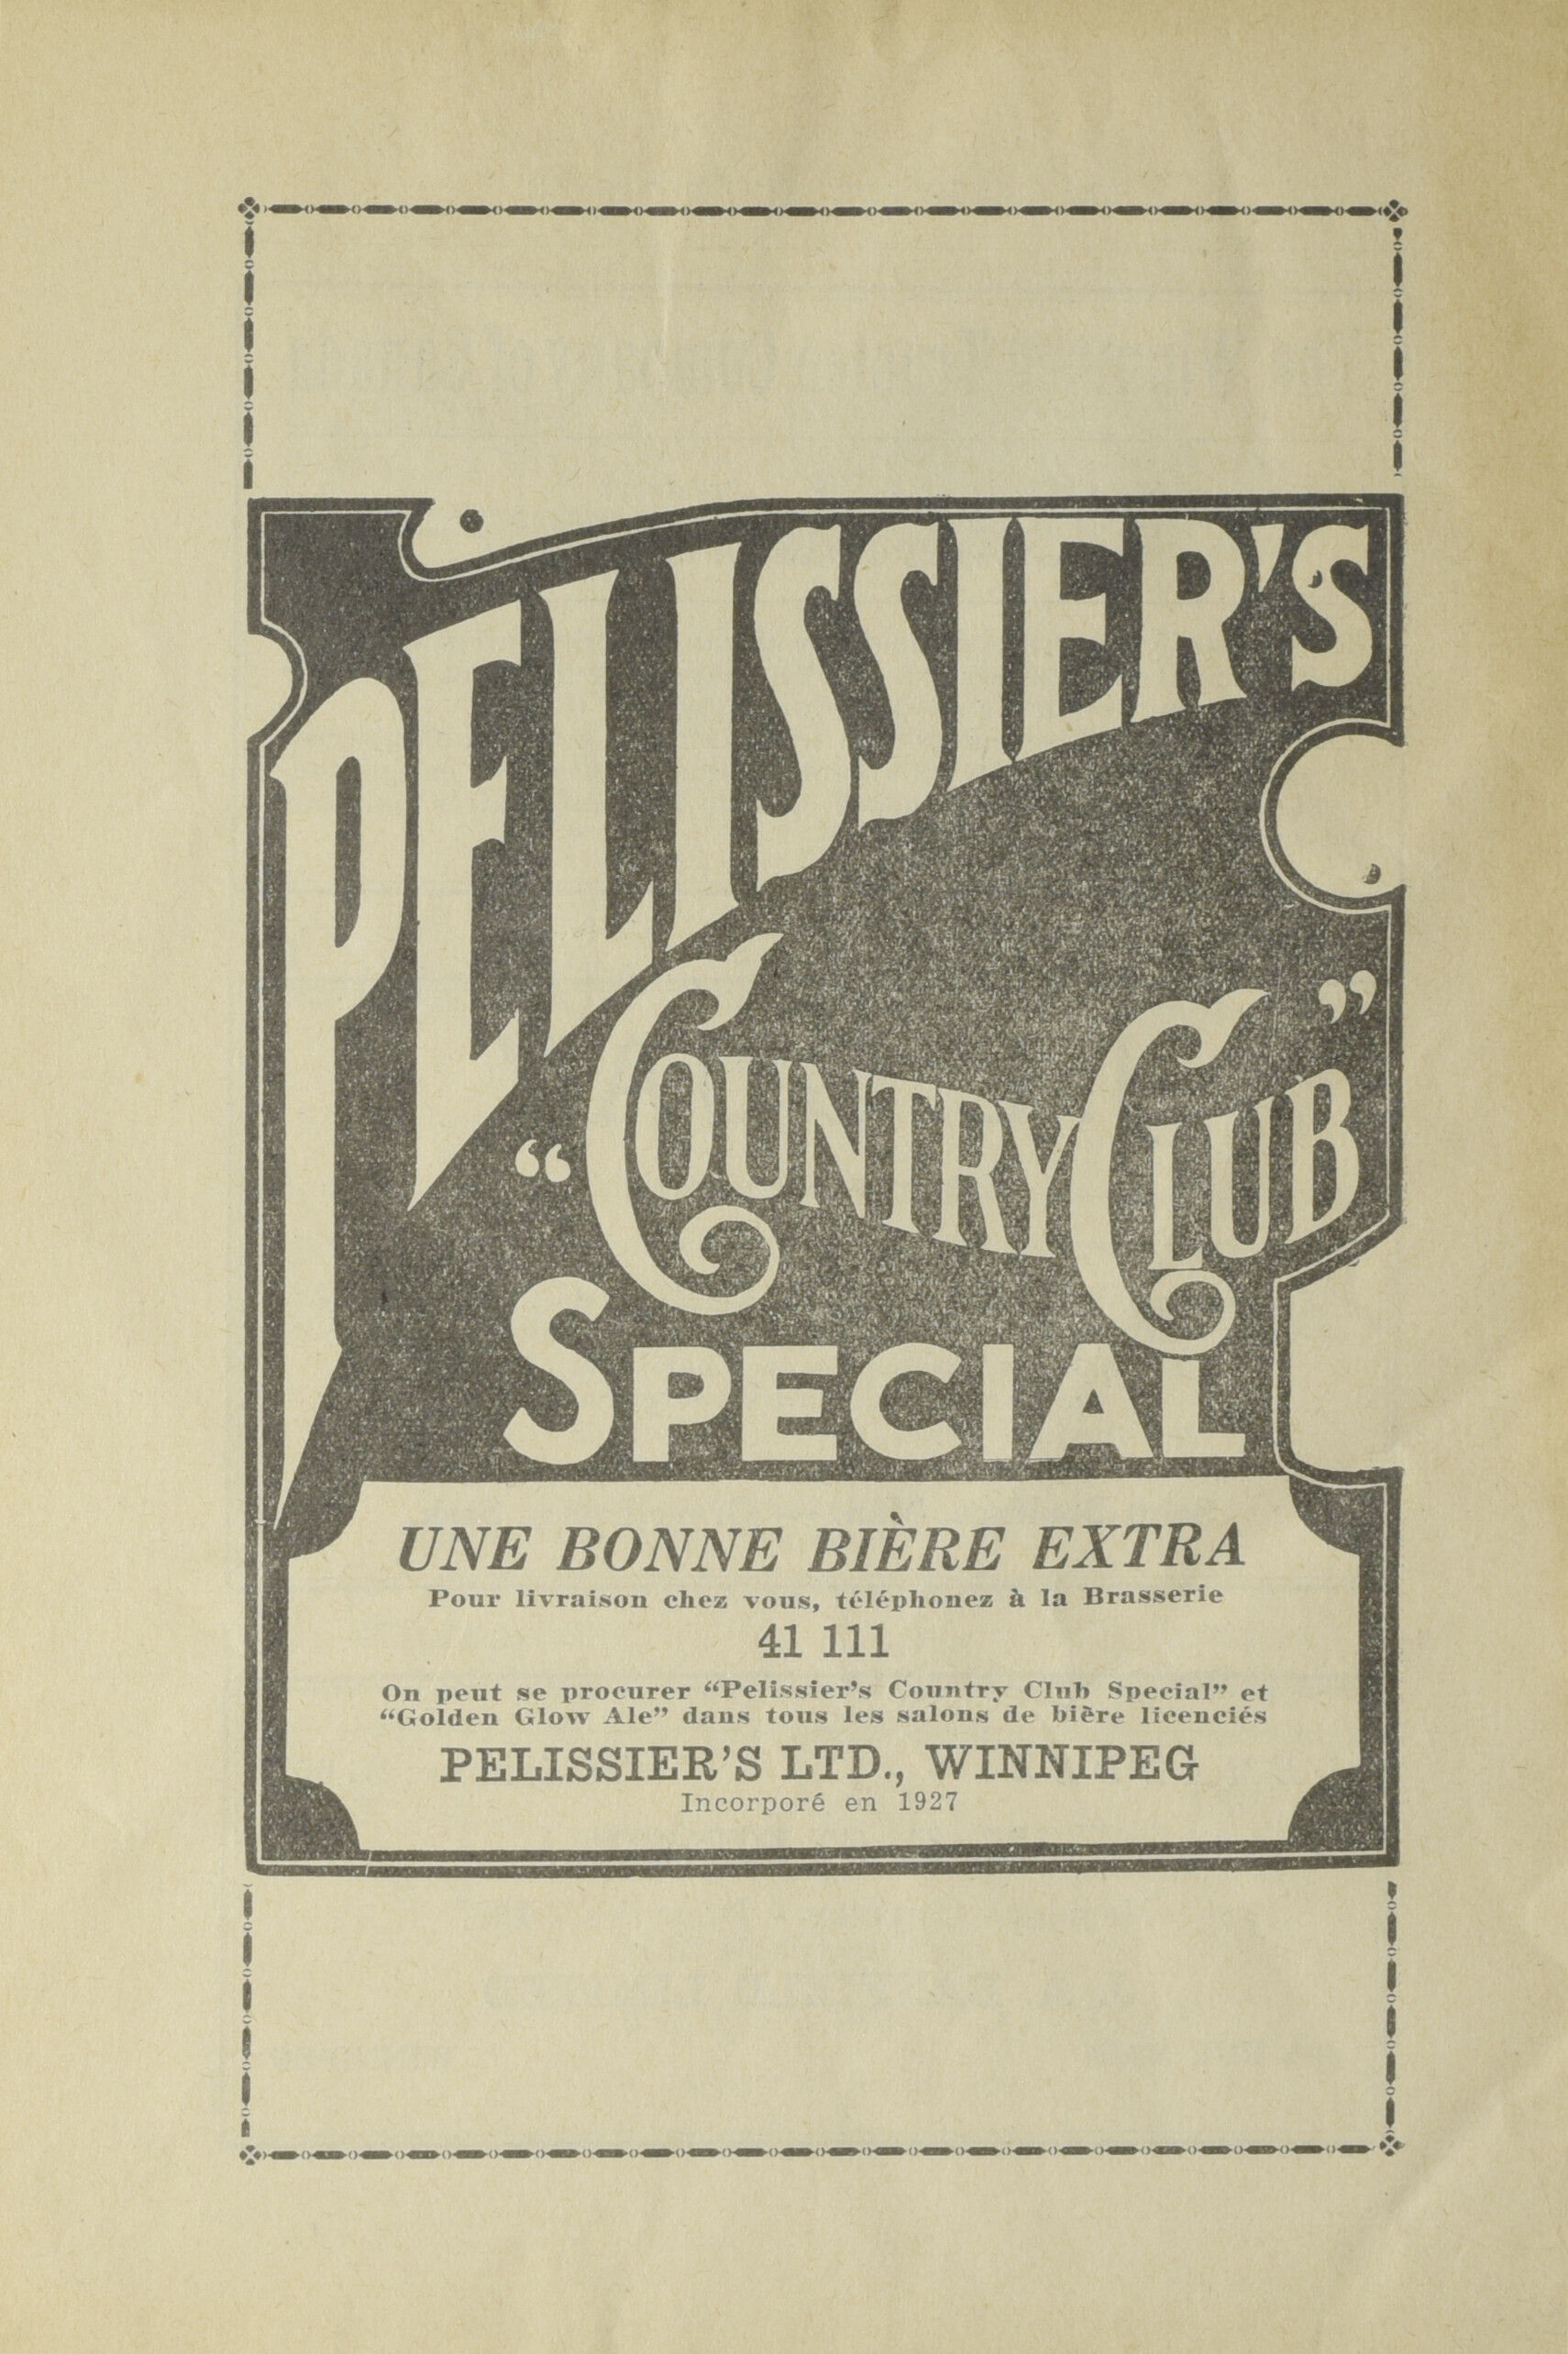 PELISSIER'S
“COUNTRY CLUB”
SPECIAL
UNE BONNE BIÈRE EXTRA
Pour livraison chez vous, téléphonez à la Brasserie
41 111
On peut se procurer “Pelissier's Country Club Special” et
“Golden Glow Ale” dans tous les salons de bière licenciés
PELISSIER'S LTD., WINNIPEG
Incorporé en 1927